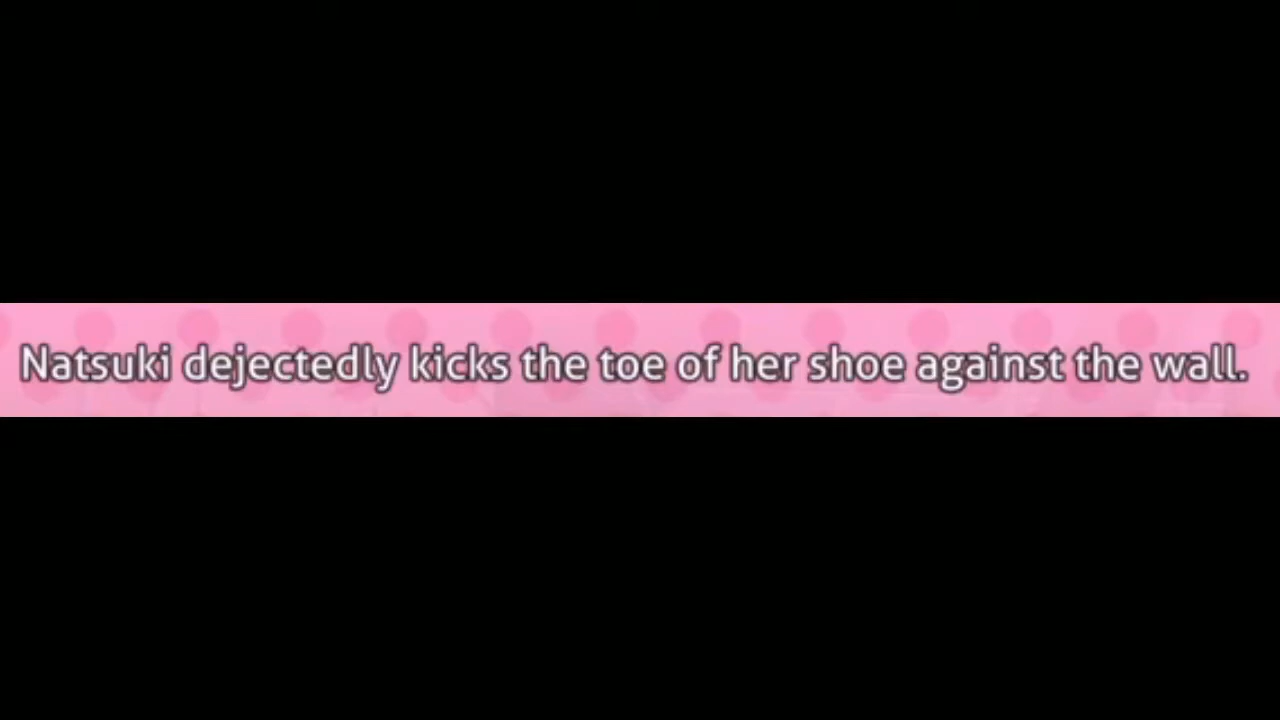 Natsuki dejectedly kicks the toe of her shoe against the wall.